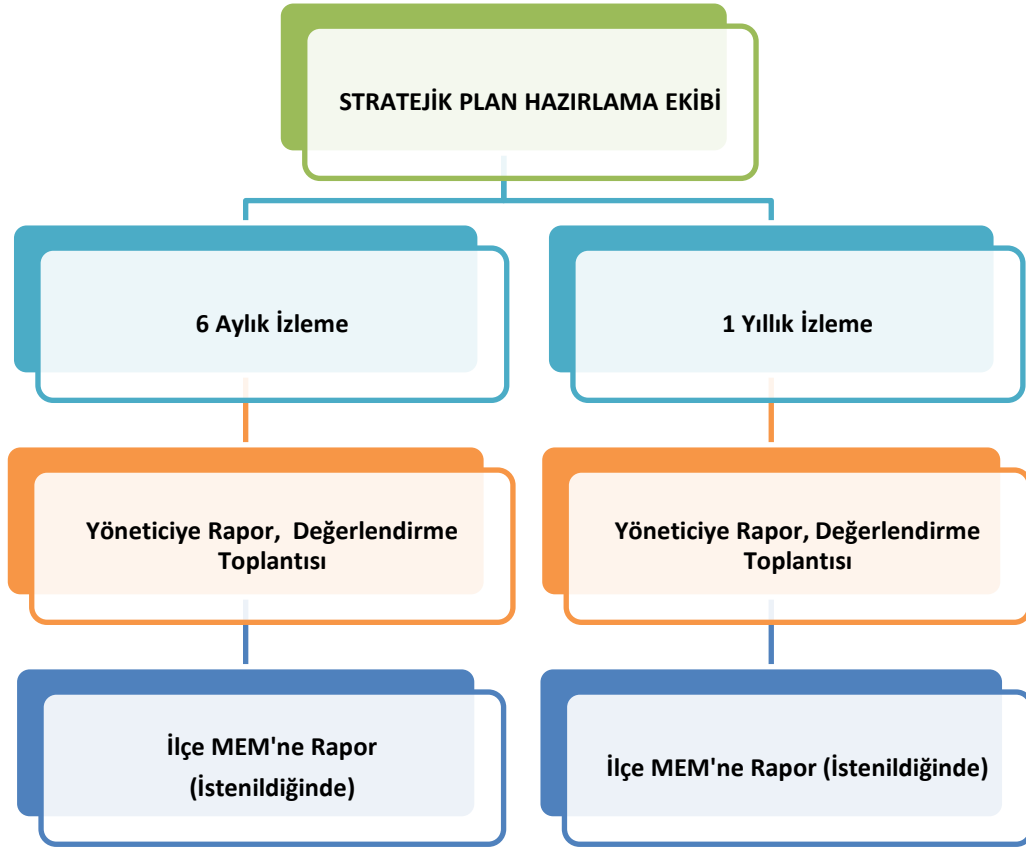 STRATEJİK PLAN HAZIRLAMA EKİBİ
6 Aylık İzleme
1 Yıllık İzleme
Yöneticiye Rapor, Değerlendirme
Toplantısı
Yöneticiye Rapor, Değerlendirme
Toplantısı
İlçe MEM'ne Rapor
(İstenildiğinde)
İlçe MEM'ne Rapor (İstenildiğinde)